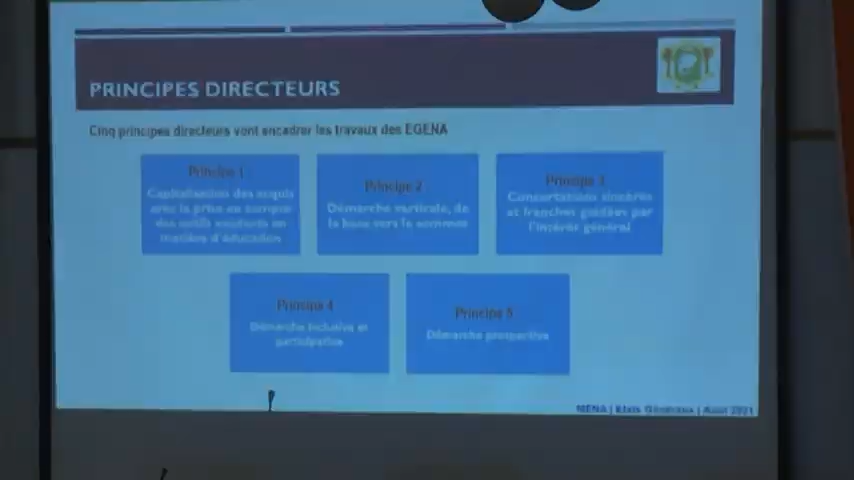 PRINCIPES DIRECTEURS
Cinq principes directeurs vont encadrer les travaux des EGENA
Principe 1
Capitalisation des acquis
avec la prise en compte
des outils existants en
matière d'éducation
Principe 2
Démarche verticale, de
la base vers le sommet
Principe 3
Concertations sincères
et franches guidées par
l'intérêt général
Principe 4
Démarche inclusive et
participative
Principe 5
Démarche prospective
MENA | Etats Généraux | Août 2021